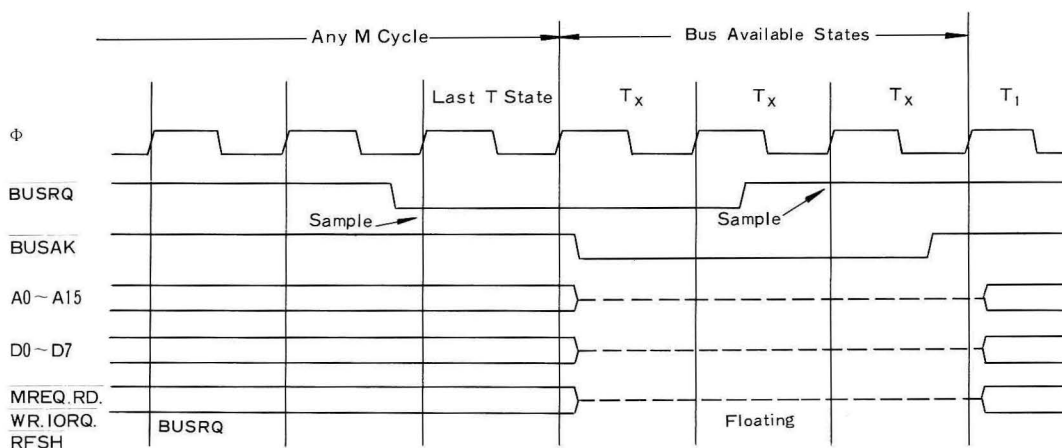 Any M Cycle Bus Available States
Last T State Tx Tx Tx T1
Φ
BUSRQ
Sample Sample
BUSAK
A0~A15
D0~D7
MREQ.RD.
WR.IORQ. BUSRQ Floating
RFSH